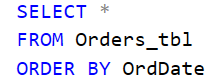 SELECT *
FROM Orders_tbl
ORDER BY OrdDate